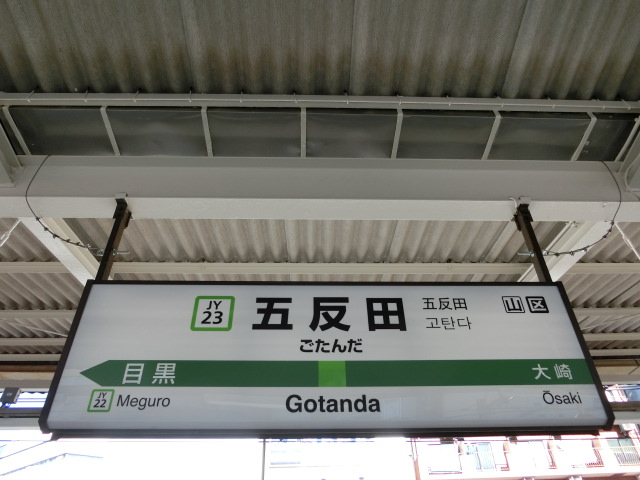 JY
23
五反田
五反田
고탄다
山区
ごたんだ
目黒
大崎
JY
22
Meguro
Gotanda
Ōsaki